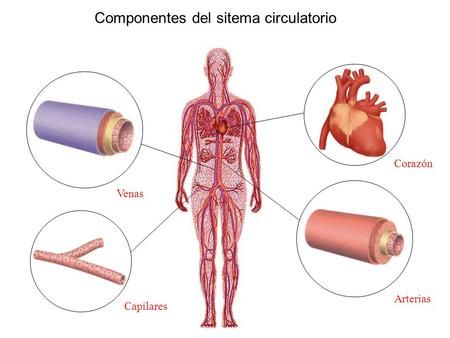 Componentes del sitema circulatorio
Corazón
Venas
Arterias
Capilares